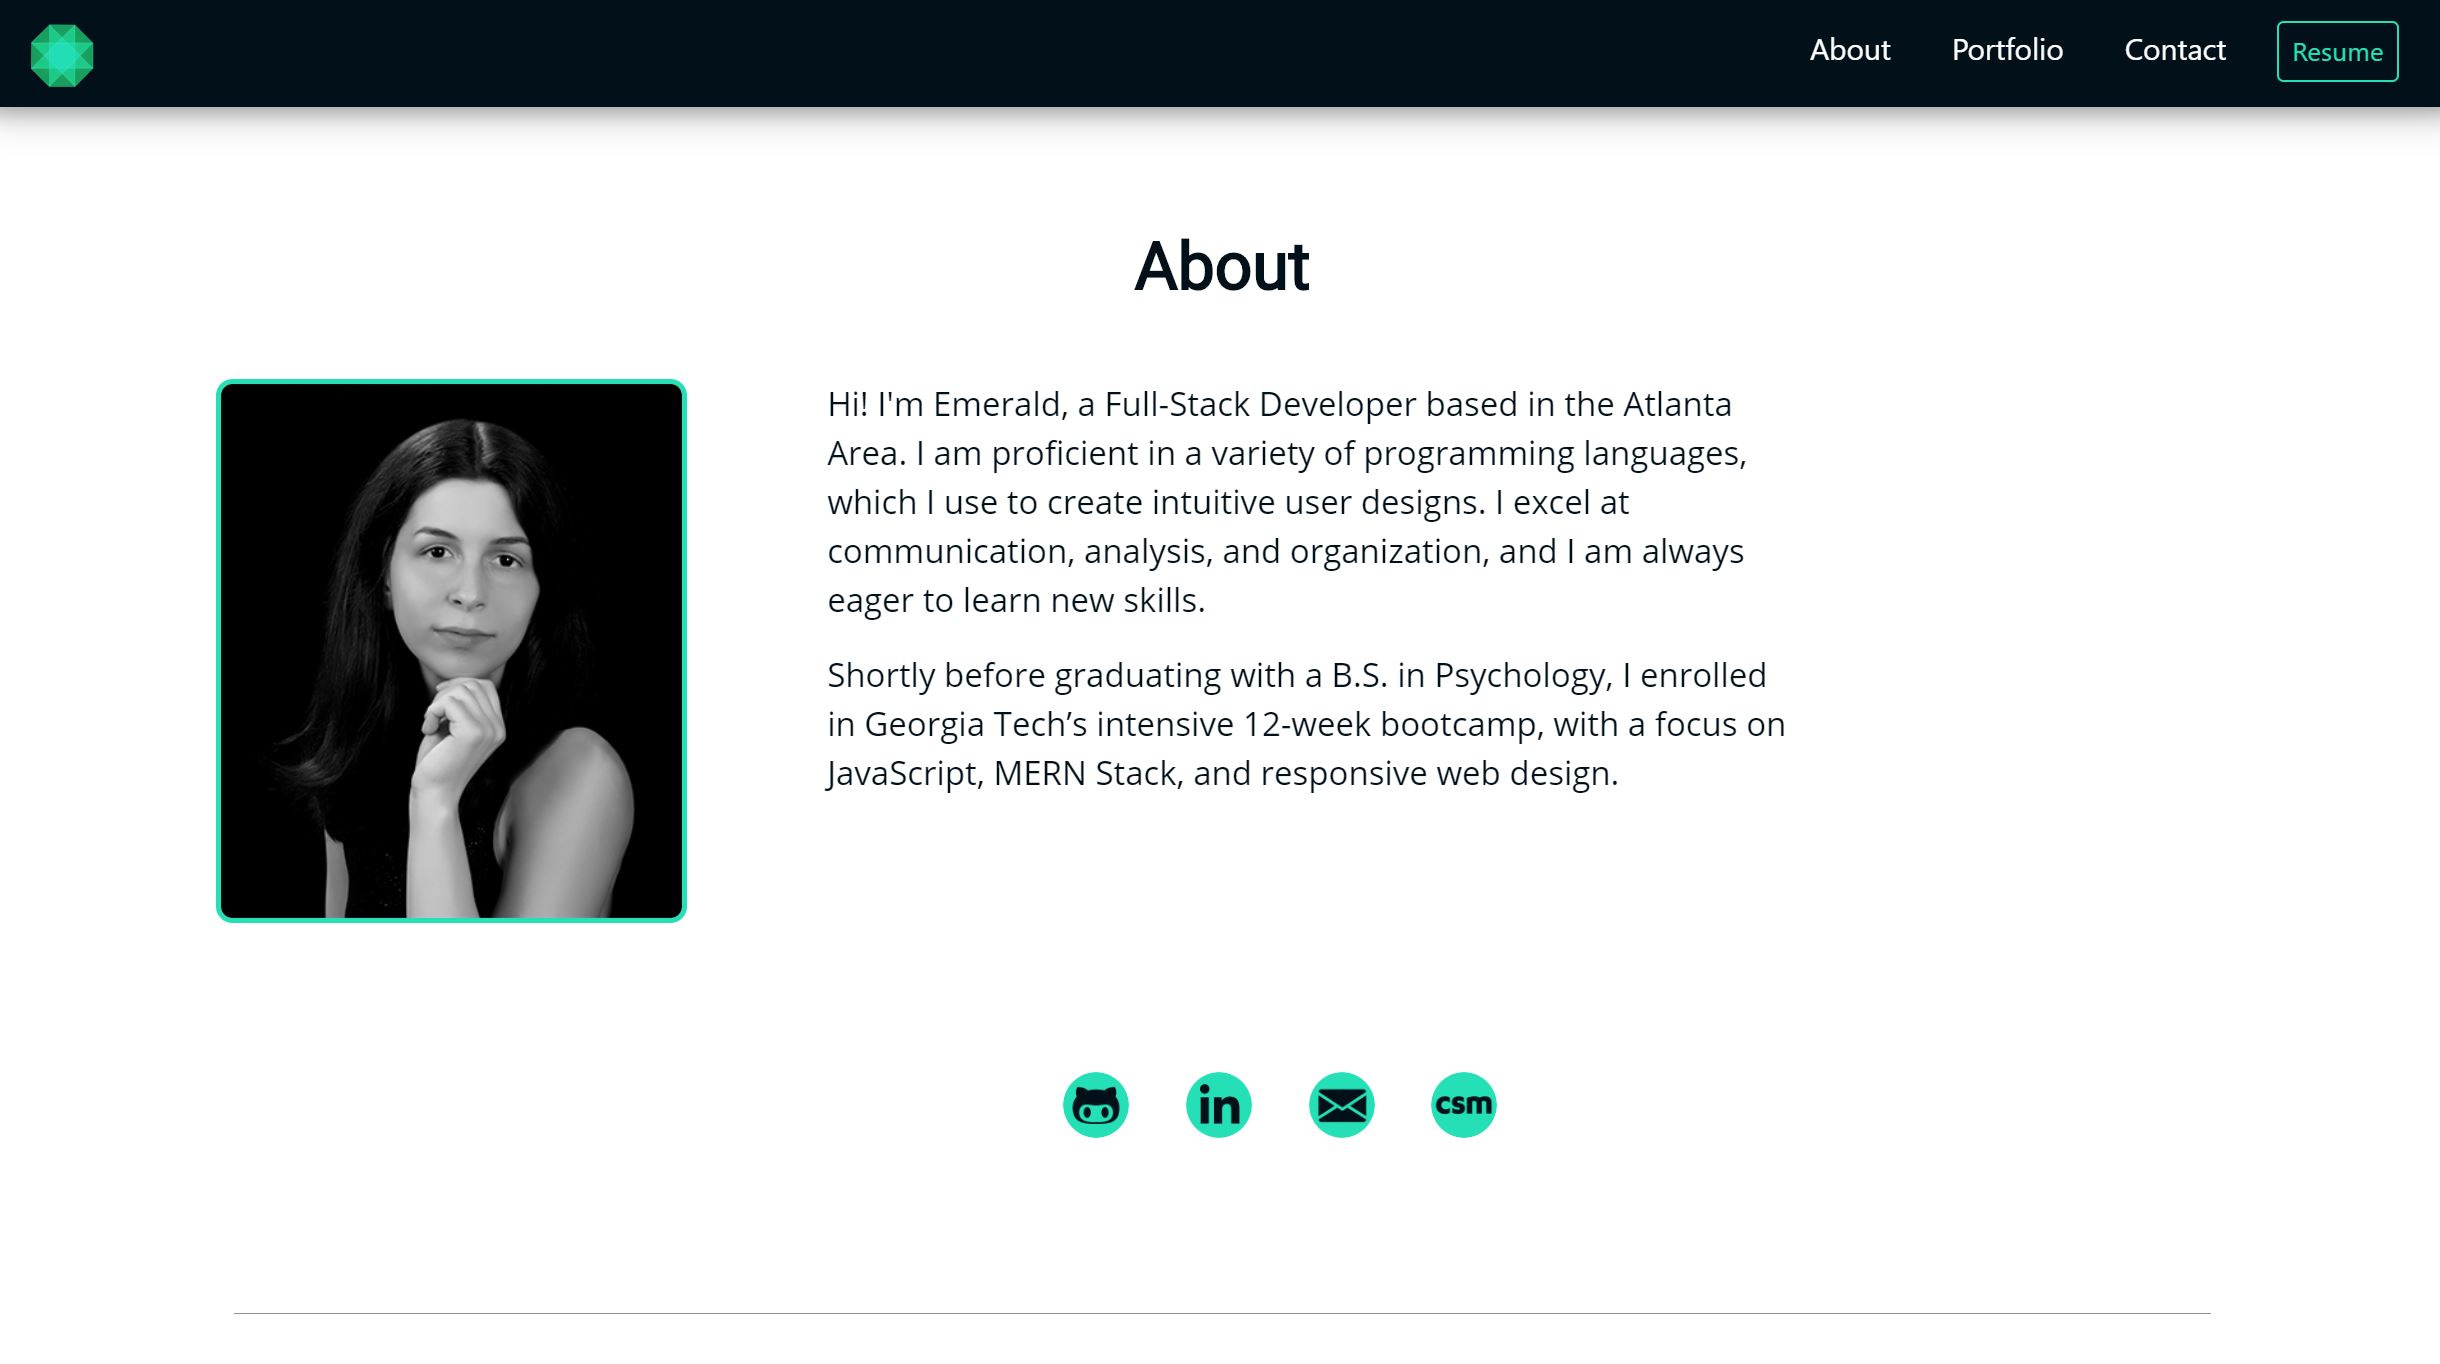 About Portfolio Contact Resume
About
Hi! I'm Emerald, a Full-Stack Developer based in the Atlanta
Area. I am proficient in a variety of programming languages,
which I use to create intuitive user designs. I excel at
communication, analysis, and organization, and I am always
eager to learn new skills.
Shortly before graduating with a B.S. in Psychology, I enrolled
in Georgia Tech’s intensive 12-week bootcamp, with a focus on
JavaScript, MERN Stack, and responsive web design.
in csm